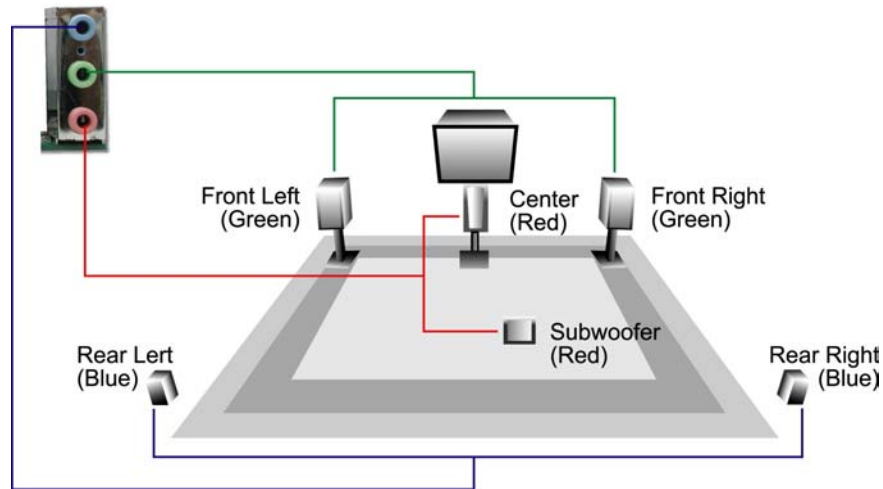 Front Left
(Green)
Center
(Red)
Front Right
(Green)
Subwoofer
(Red)
Rear Lert
(Blue)
Rear Right
(Blue)